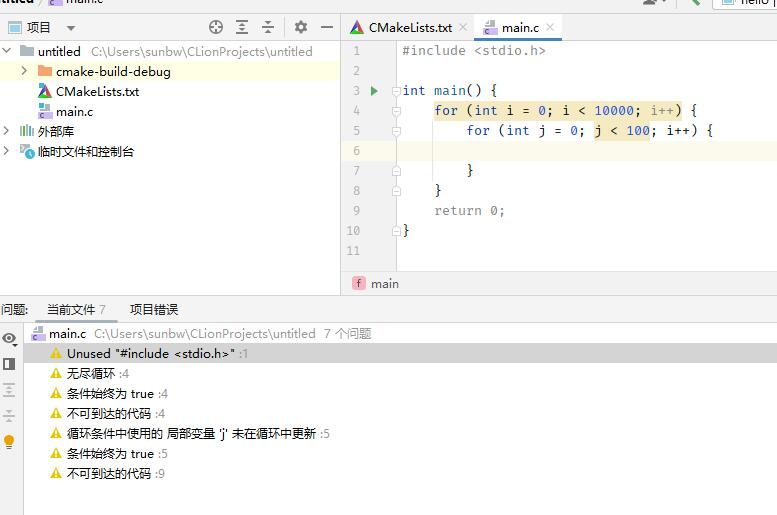 main.c
项目
CMakeLists.txt
main.c
untitled C:\Users\sunbw\CLionProjects\untitled
cmake-build-debug
CMakeLists.txt
main.c
外部库
临时文件和控制台
1 #include <stdio.h>
2
3 int main() {
4 for (int i = 0; i < 10000; i++) {
5 for (int j = 0; j < 100; i++) {
6
7 }
8 }
9 return 0;
10 }
11
f main
问题: 当前文件 7 项目错误
main.c C:\Users\sunbw\CLionProjects\untitled 7 个问题
Unused "#include <stdio.h>" :1
无尽循环 :4
条件始终为 true :4
不可到达的代码 :4
循环条件中使用的 局部变量 'j' 未在循环中更新 :5
条件始终为 true :5
不可到达的代码 :9